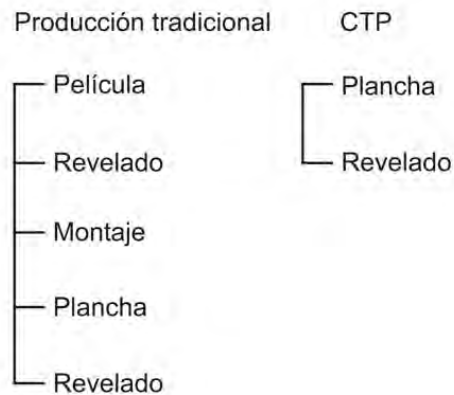 Producción tradicional
Película
Revelado
Montaje
Plancha
Revelado
CTP
Plancha
Revelado